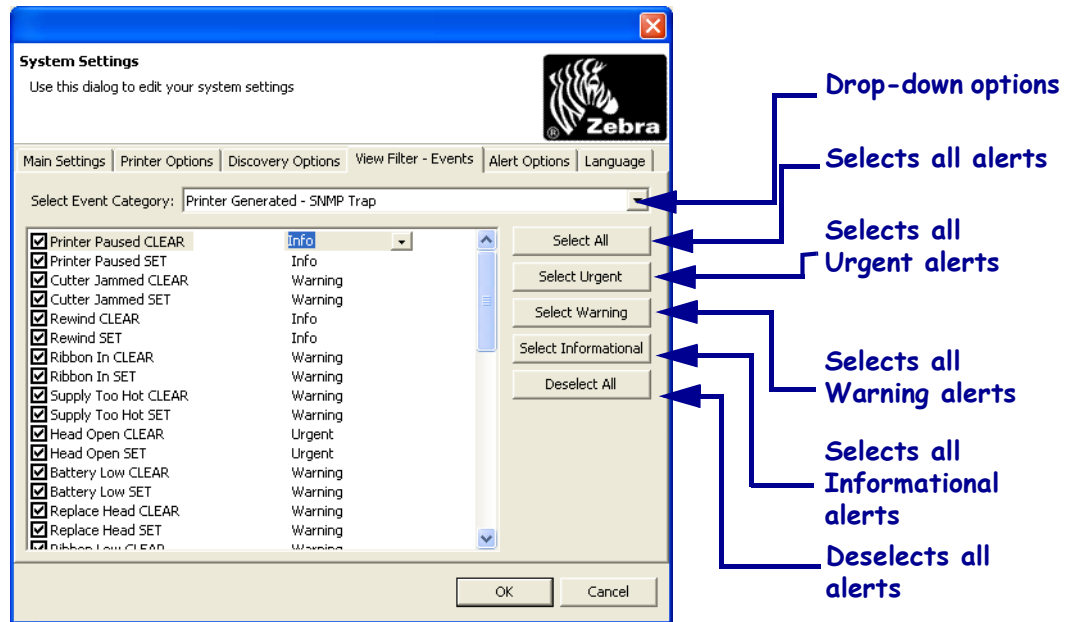 System Settings
Use this dialog to edit your system settings
® Zebra
Main Settings Printer Options Discovery Options View Filter - Events Alert Options Language
Select Event Category: Printer Generated - SNMP Trap
Printer Paused CLEAR Info
Printer Paused SET Info
Cutter Jammed CLEAR Warning
Cutter Jammed SET Warning
Rewind CLEAR Info
Rewind SET Info
Ribbon In CLEAR Warning
Ribbon In SET Warning
Supply Too Hot CLEAR Warning
Supply Too Hot SET Warning
Head Open CLEAR Urgent
Head Open SET Urgent
Battery Low CLEAR Warning
Battery Low SET Warning
Replace Head CLEAR Warning
Replace Head SET Warning
Ribbon Low CLEAR Warning
Select All
Select Urgent
Select Warning
Select Informational
Deselect All
OK Cancel
Drop-down options
Selects all alerts
Selects all
Urgent alerts
Selects all
Warning alerts
Selects all
Informational
alerts
Deselects all
alerts